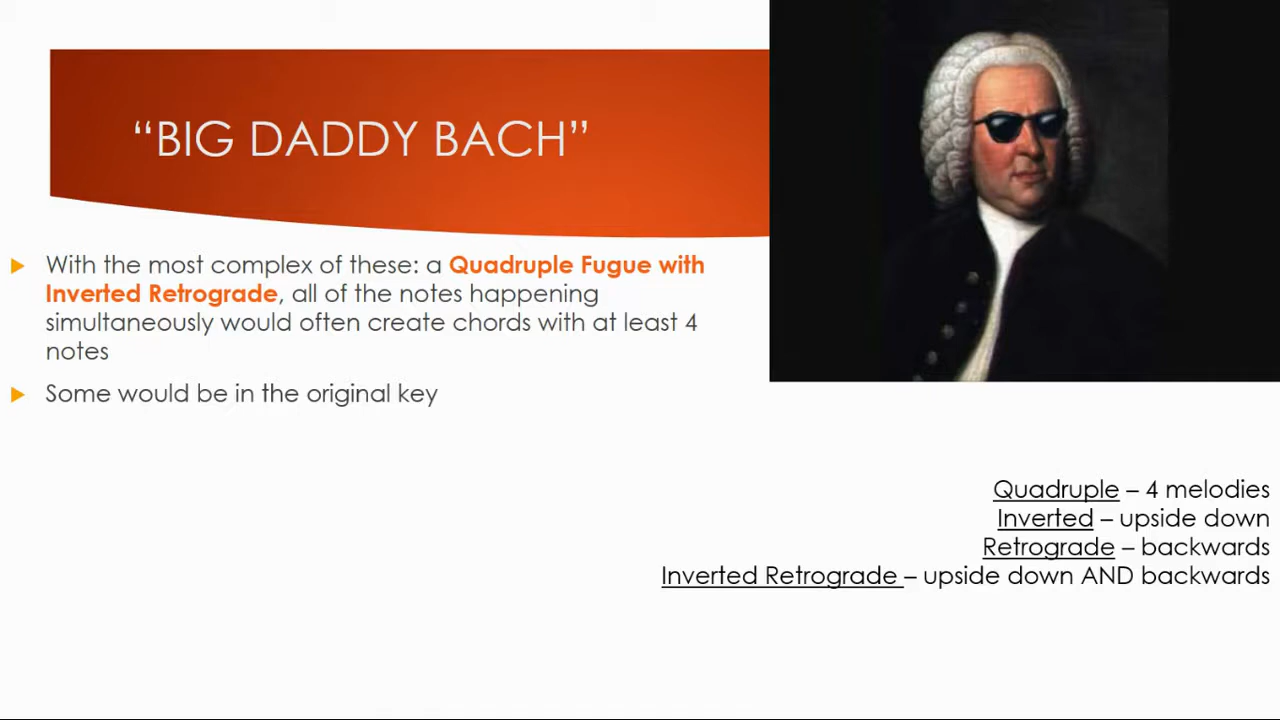 “BIG DADDY BACH”
With the most complex of these: a Quadruple Fugue with
Inverted Retrograde, all of the notes happening
simultaneously would often create chords with at least 4
notes
Some would be in the original key
Quadruple – 4 melodies
Inverted – upside down
Retrograde – backwards
Inverted Retrograde – upside down AND backwards